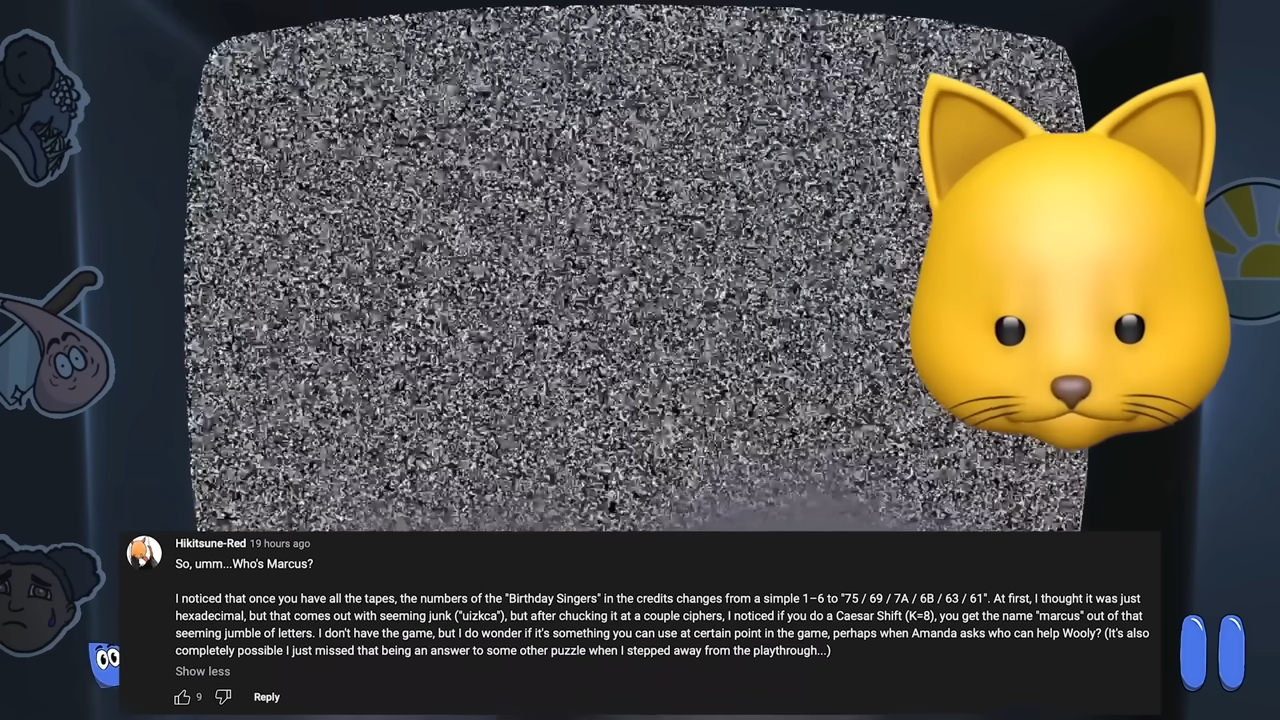 Hikitsune-Red 19 hours ago
So, umm...Who's Marcus?
I noticed that once you have all the tapes, the numbers of the "Birthday Singers" in the credits changes from a simple 1–6 to "75 / 69 / 7A / 6B / 63 / 61". At first, I thought it was just
hexadecimal, but that comes out with seeming junk ("uizkca"), but after chucking it at a couple ciphers, I noticed if you do a Caesar Shift (K=8), you get the name "marcus" out of that
seeming jumble of letters. I don't have the game, but I do wonder if it's something you can use at certain point in the game, perhaps when Amanda asks who can help Wooly? (It's also
completely possible I just missed that being an answer to some other puzzle when I stepped away from the playthrough...)
Show less
9 Reply